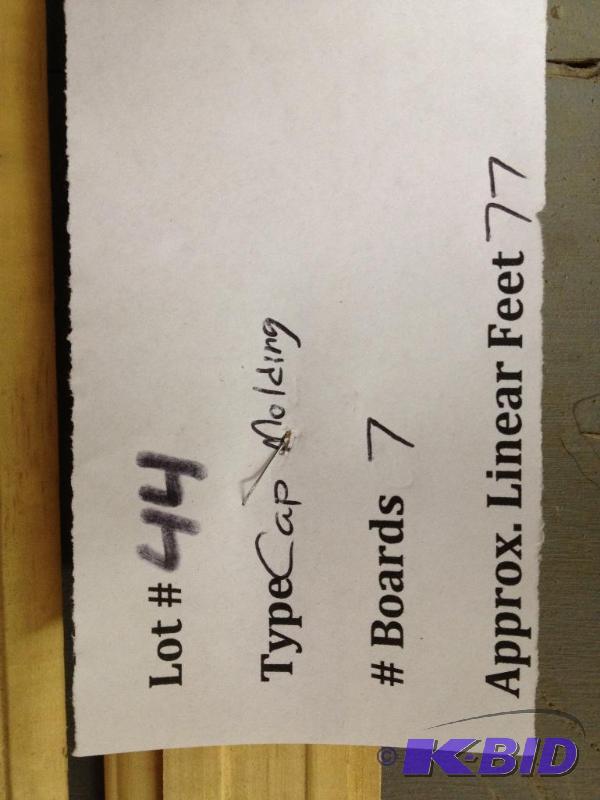 Lot # 44
Type Cap Molding
# Boards 7
Approx. Linear Feet 77
© K-BID